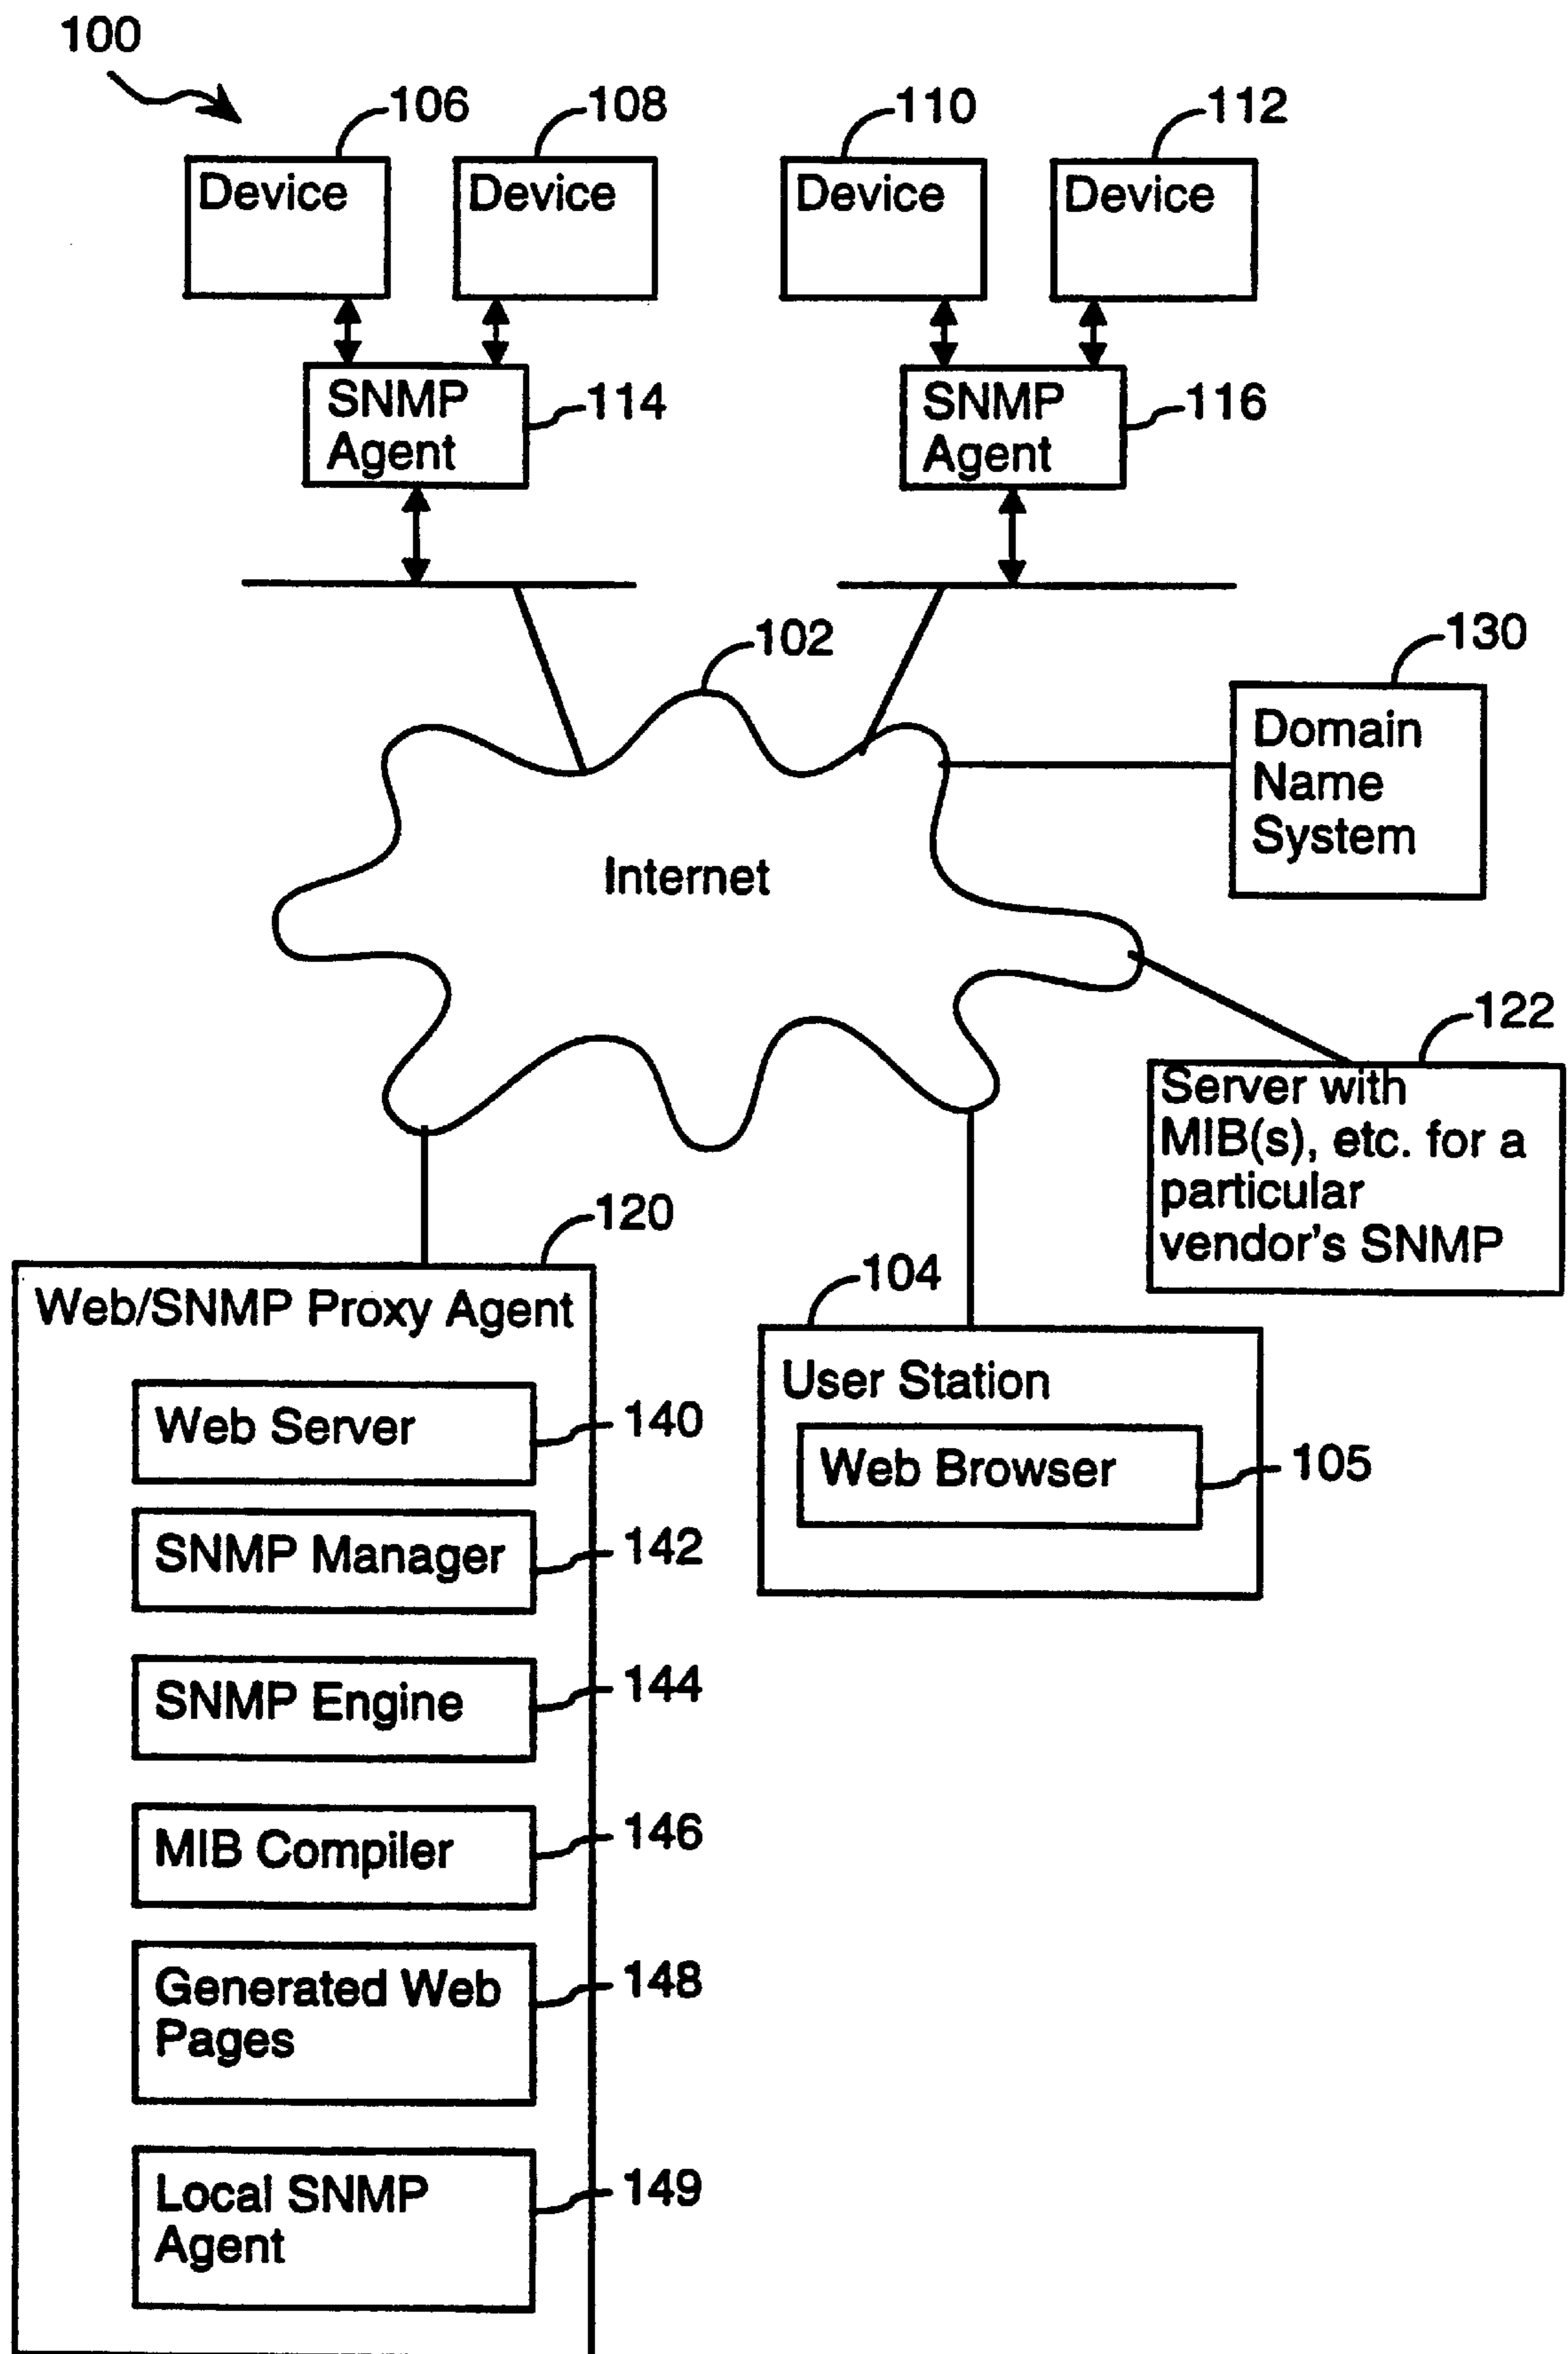 100
106
108
110
112
Device
Device
Device
Device
SNMP
Agent
114
SNMP
Agent
116
102
130
Domain
Name
System
Internet
122
Server with
MIB(s), etc. for a
particular
vendor's SNMP
120
Web/SNMP Proxy Agent
104
User Station
Web Server
140
Web Browser
105
SNMP Manager
142
SNMP Engine
144
MIB Compiler
146
Generated Web
Pages
148
Local SNMP
Agent
149